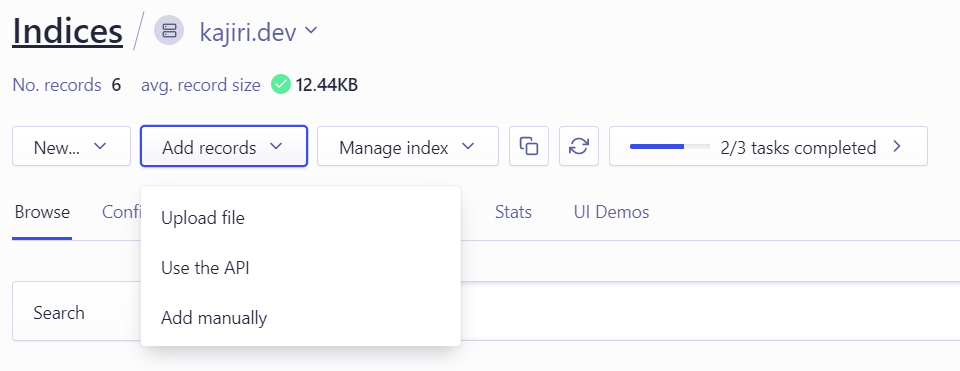 Indices / kajiri.dev
No. records 6 avg. record size 12.44KB
New... Add records Manage index 2/3 tasks completed
Browse Confi Stats UI Demos
Upload file
Use the API
Search
Add manually